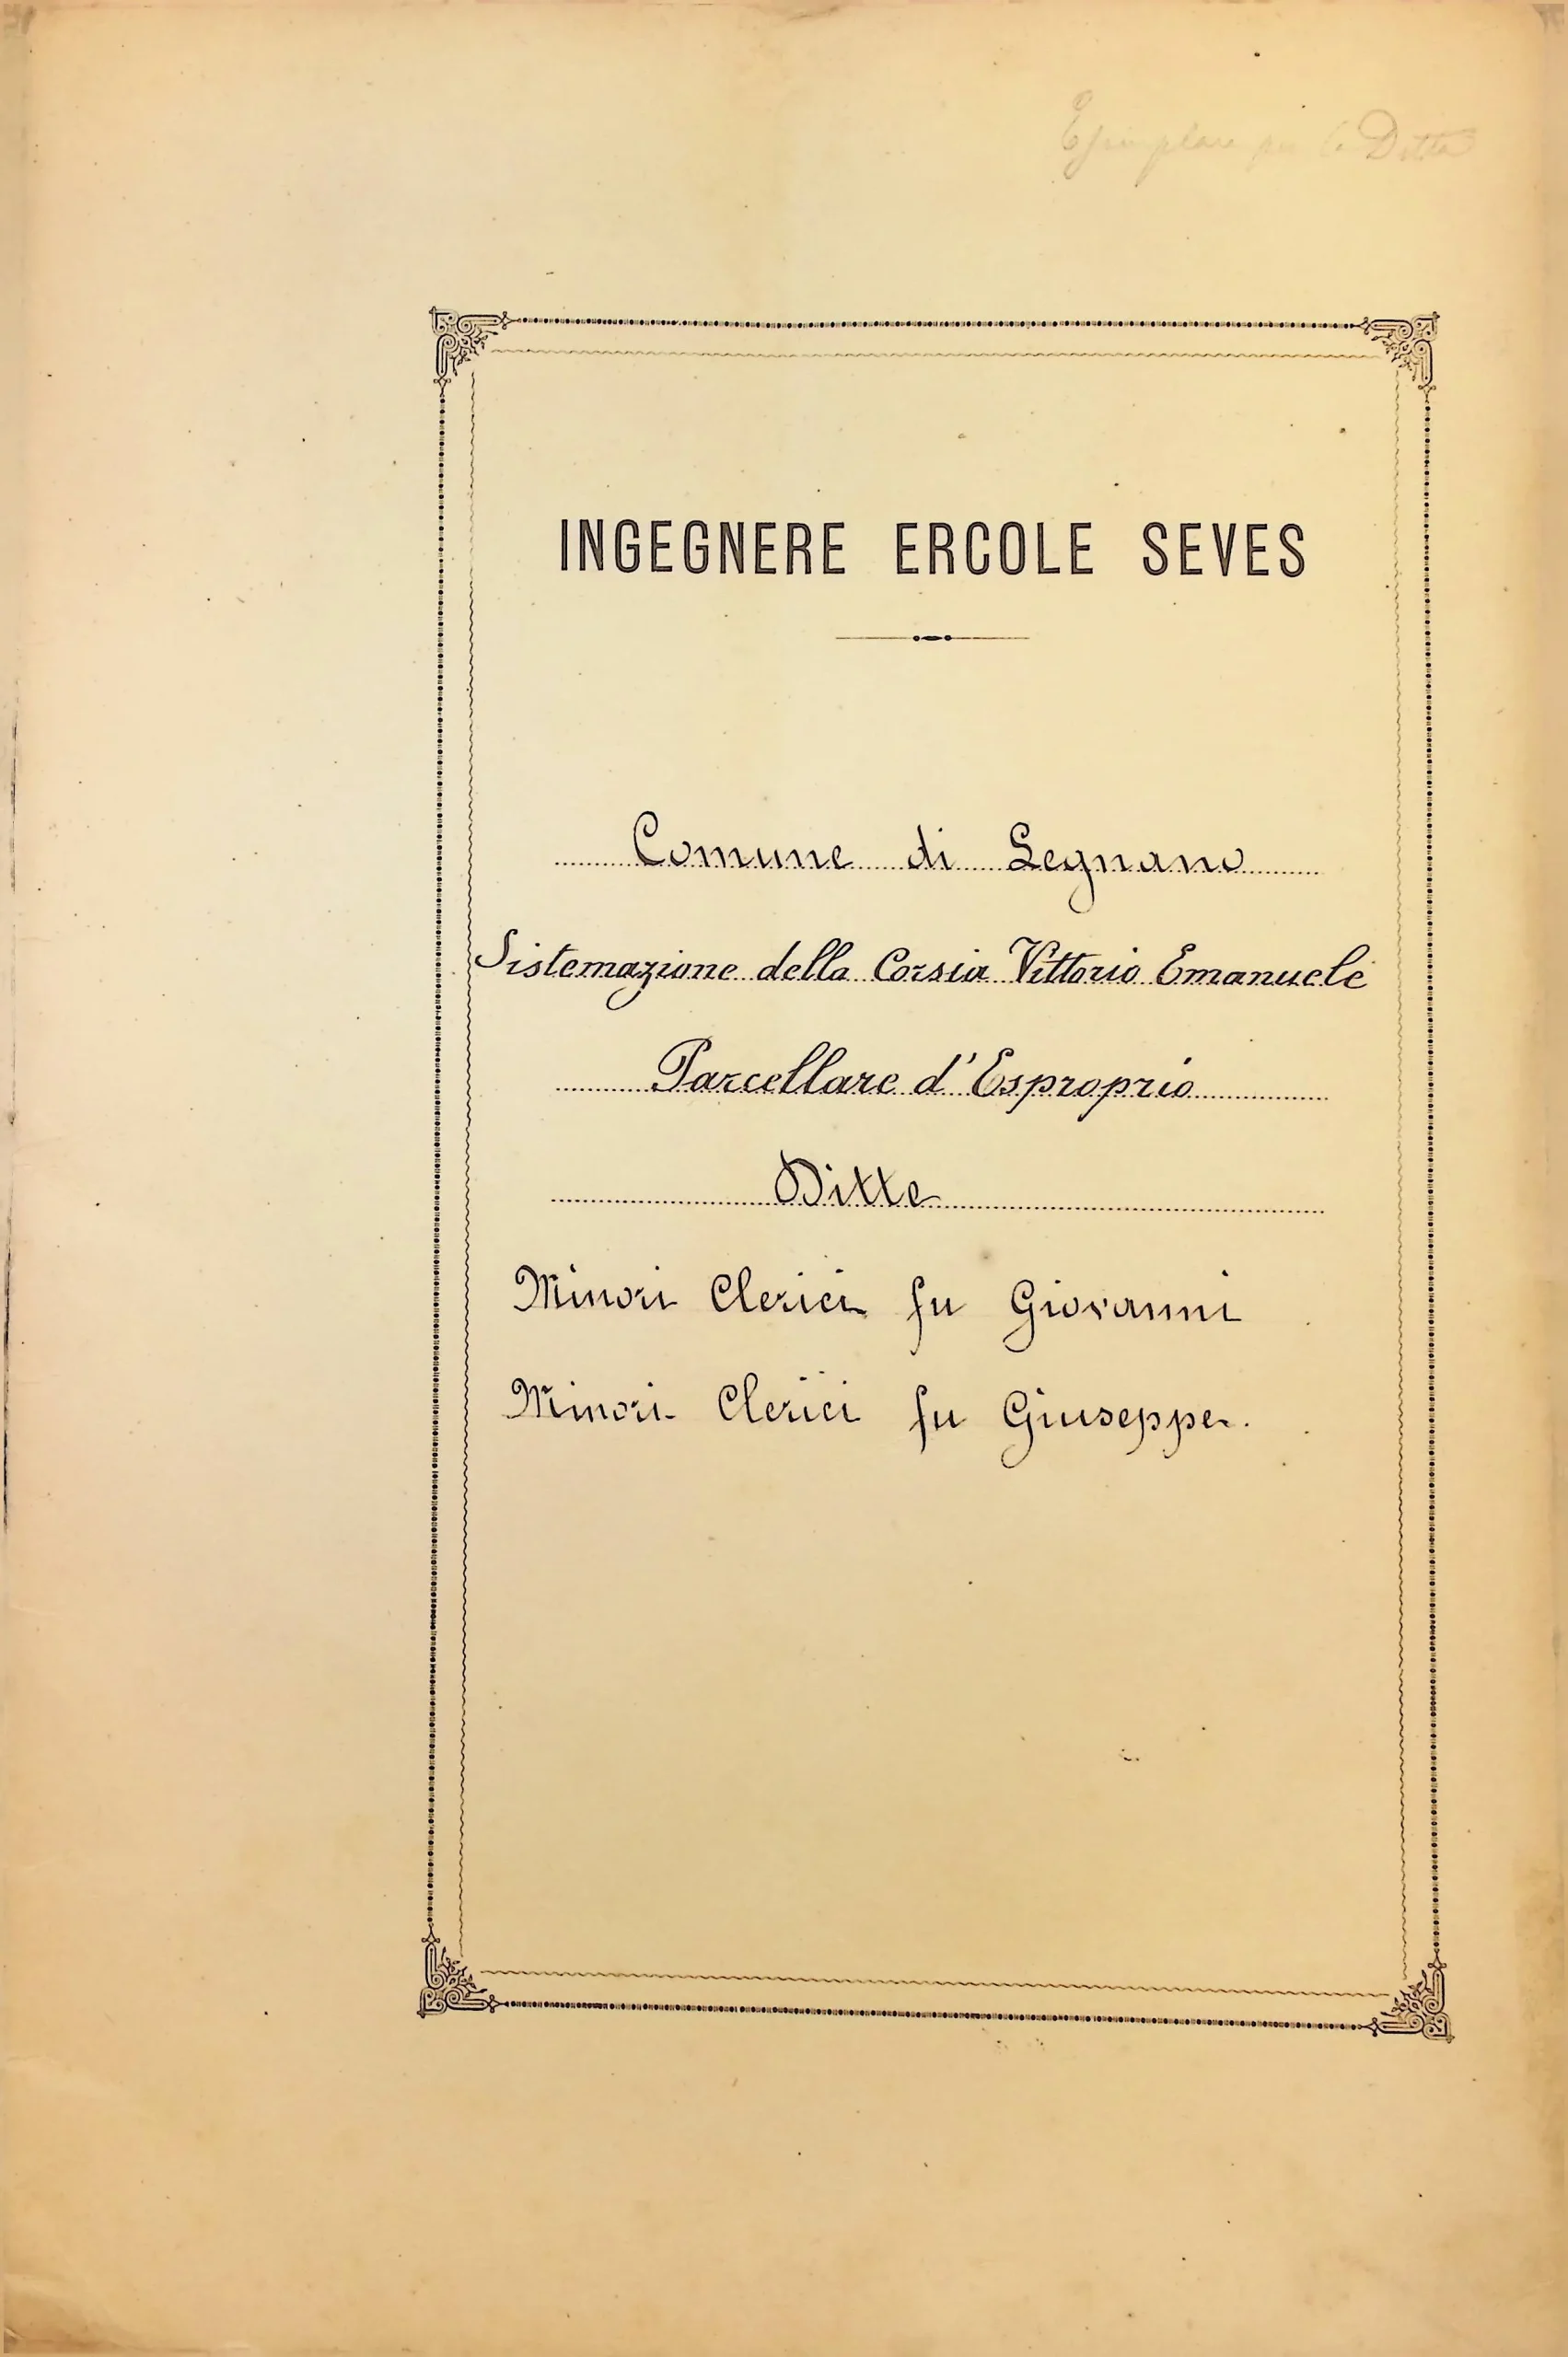 Esemplare per la Ditta
INGEGNERE ERCOLE SEVES
Comune di Legnano
Sistemazione della Corsia Vittorio Emanuele
Parcellare d'Esproprio
Ditte
Minori Clerici fu Giovanni
Minori Clerici fu Giuseppe.